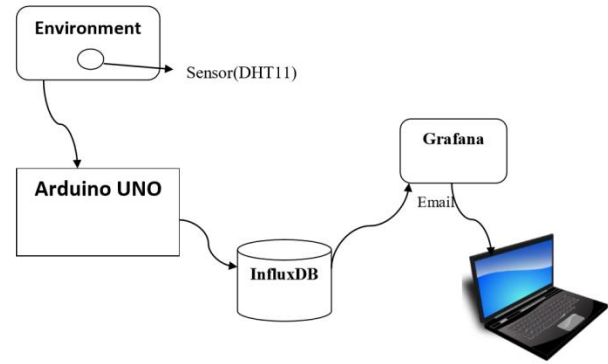 Environment
Sensor(DHT11)
Grafana
Arduino UNO
Email
InfluxDB